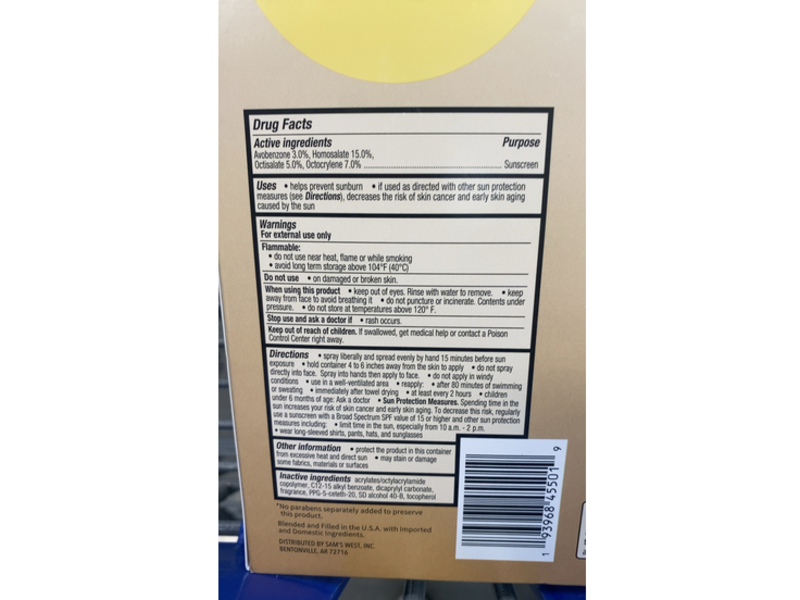 Drug Facts
Active ingredients Purpose
Avobenzone 3.0%, Homosalate 15.0%,
Octisalate 5.0%, Octocrylene 7.0% ........ Sunscreen
Uses • helps prevent sunburn • if used as directed with other sun protection
measures (see Directions), decreases the risk of skin cancer and early skin aging
caused by the sun
Warnings
For external use only
Flammable:
• do not use near heat, flame or while smoking
• avoid long term storage above 104°F (40°C)
Do not use • on damaged or broken skin.
When using this product • keep out of eyes. Rinse with water to remove. • keep
away from face to avoid breathing it • do not puncture or incinerate. Contents under
pressure. • do not store at temperatures above 120° F.
Stop use and ask a doctor if • rash occurs.
Keep out of reach of children. If swallowed, get medical help or contact a Poison
Control Center right away.
Directions • spray liberally and spread evenly by hand 15 minutes before sun
exposure • hold container 4 to 6 inches away from the skin to apply • do not spray
directly into face. Spray into hands then apply to face. • do not apply in windy
conditions • use in a well-ventilated area • reapply: • after 80 minutes of swimming
or sweating • immediately after towel drying • at least every 2 hours • children
under 6 months of age: Ask a doctor • Sun Protection Measures. Spending time in the
sun increases your risk of skin cancer and early skin aging. To decrease this risk, regularly
use a sunscreen with a Broad Spectrum SPF value of 15 or higher and other sun protection
measures including: • limit time in the sun, especially from 10 a.m. - 2 p.m.
• wear long-sleeved shirts, pants, hats, and sunglasses
Other information • protect the product in this container
from excessive heat and direct sun • may stain or damage
some fabrics, materials or surfaces
Inactive ingredients acrylates/octylacrylamide
copolymer, C12-15 alkyl benzoate, dicaprylyl carbonate,
fragrance, PPG-5-ceteth-20, SD alcohol 40-B, tocopherol
*No parabens separately added to preserve
this product.
Blended and Filled in the U.S.A. with Imported
and Domestic Ingredients.
DISTRIBUTED BY SAM'S WEST, INC.
BENTONVILLE, AR 72716
1 93968 45501 9